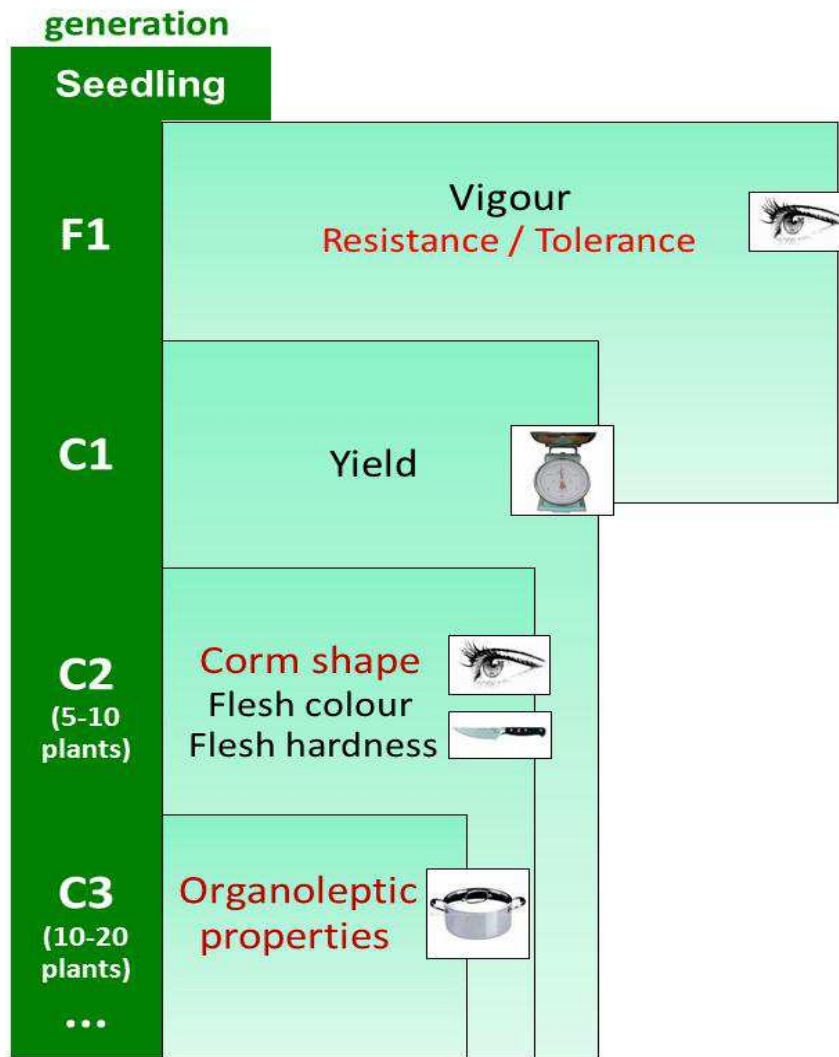 generation
Seedling
F1
Vigour
Resistance / Tolerance
C1
Yield
C2
(5-10
plants)
Corm shape
Flesh colour
Flesh hardness
C3
(10-20
plants)
...
Organoleptic
properties